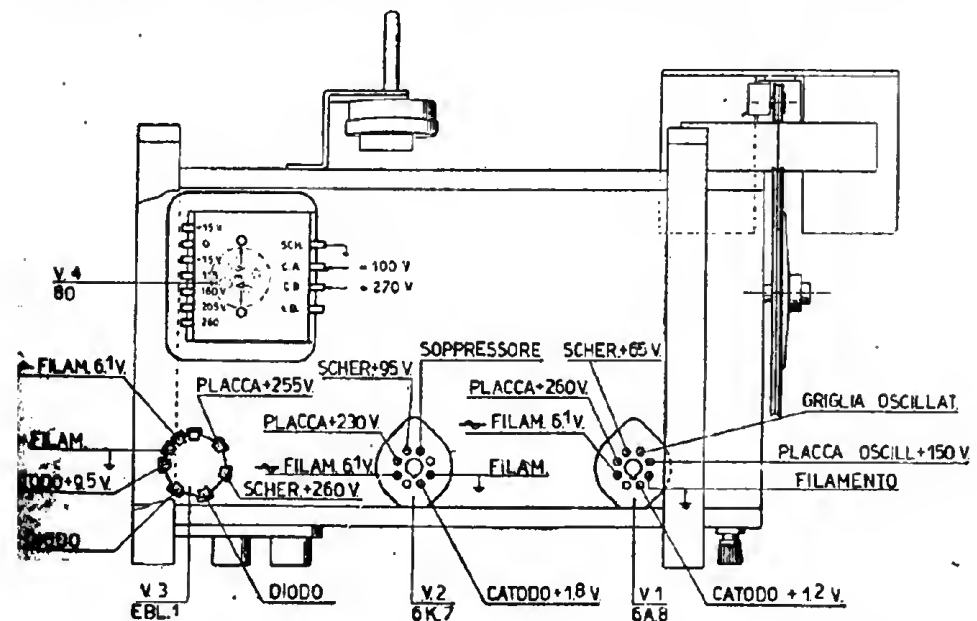 +15 V.
0
+15 V.
160 V
205 V.
260
SCH.
C.A.
C.B.
≈ 100 V
≈ 270 V
V.4
80
FILAM. 6.1 V.
PLACCA+255 V.
SCHER+95 V.
SOPPRESSORE
SCHER.+65 V.
PLACCA+260 V.
GRIGLIA OSCILLAT.
FILAM.
PLACCA+230 V.
FILAM. 6.1 V.
PLACCA OSCILL+150 V.
FILAM. 6.1 V.
FILAM.
FILAMENTO
TODO+9.5 V.
SCHER.+260 V.
DIODO
DIODO
CATODO+1.8 V.
CATODO +1.2 V.
V.3
EBL.1
V.2
6K.7
V.1
6A.8